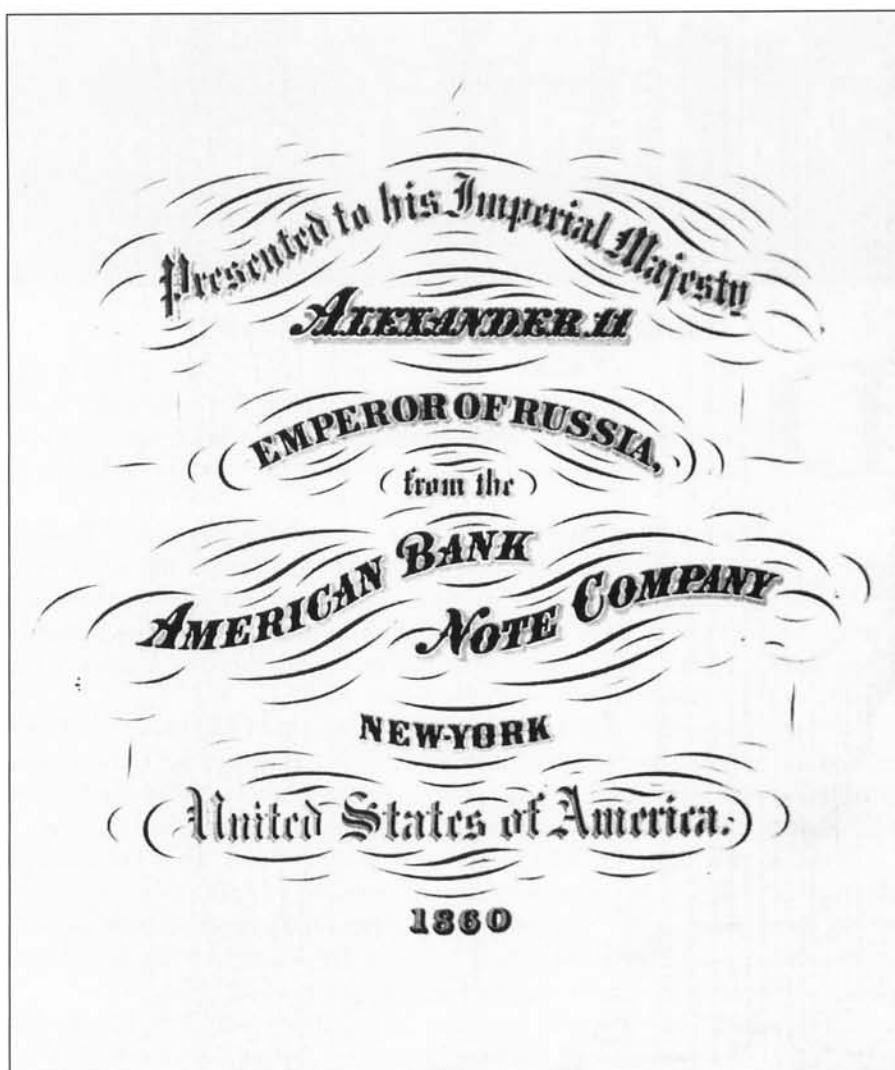 Presented to his Imperial Majesty
ALEXANDER.II
EMPEROR OF RUSSIA,
from the
AMERICAN BANK
NOTE COMPANY
NEW-YORK
United States of America.
1860